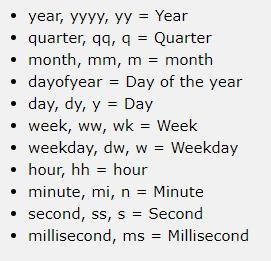 • year, yyyy, yy = Year
• quarter, qq, q = Quarter
• month, mm, m = month
• dayofyear = Day of the year
• day, dy, y = Day
• week, ww, wk = Week
• weekday, dw, w = Weekday
• hour, hh = hour
• minute, mi, n = Minute
• second, ss, s = Second
• millisecond, ms = Millisecond